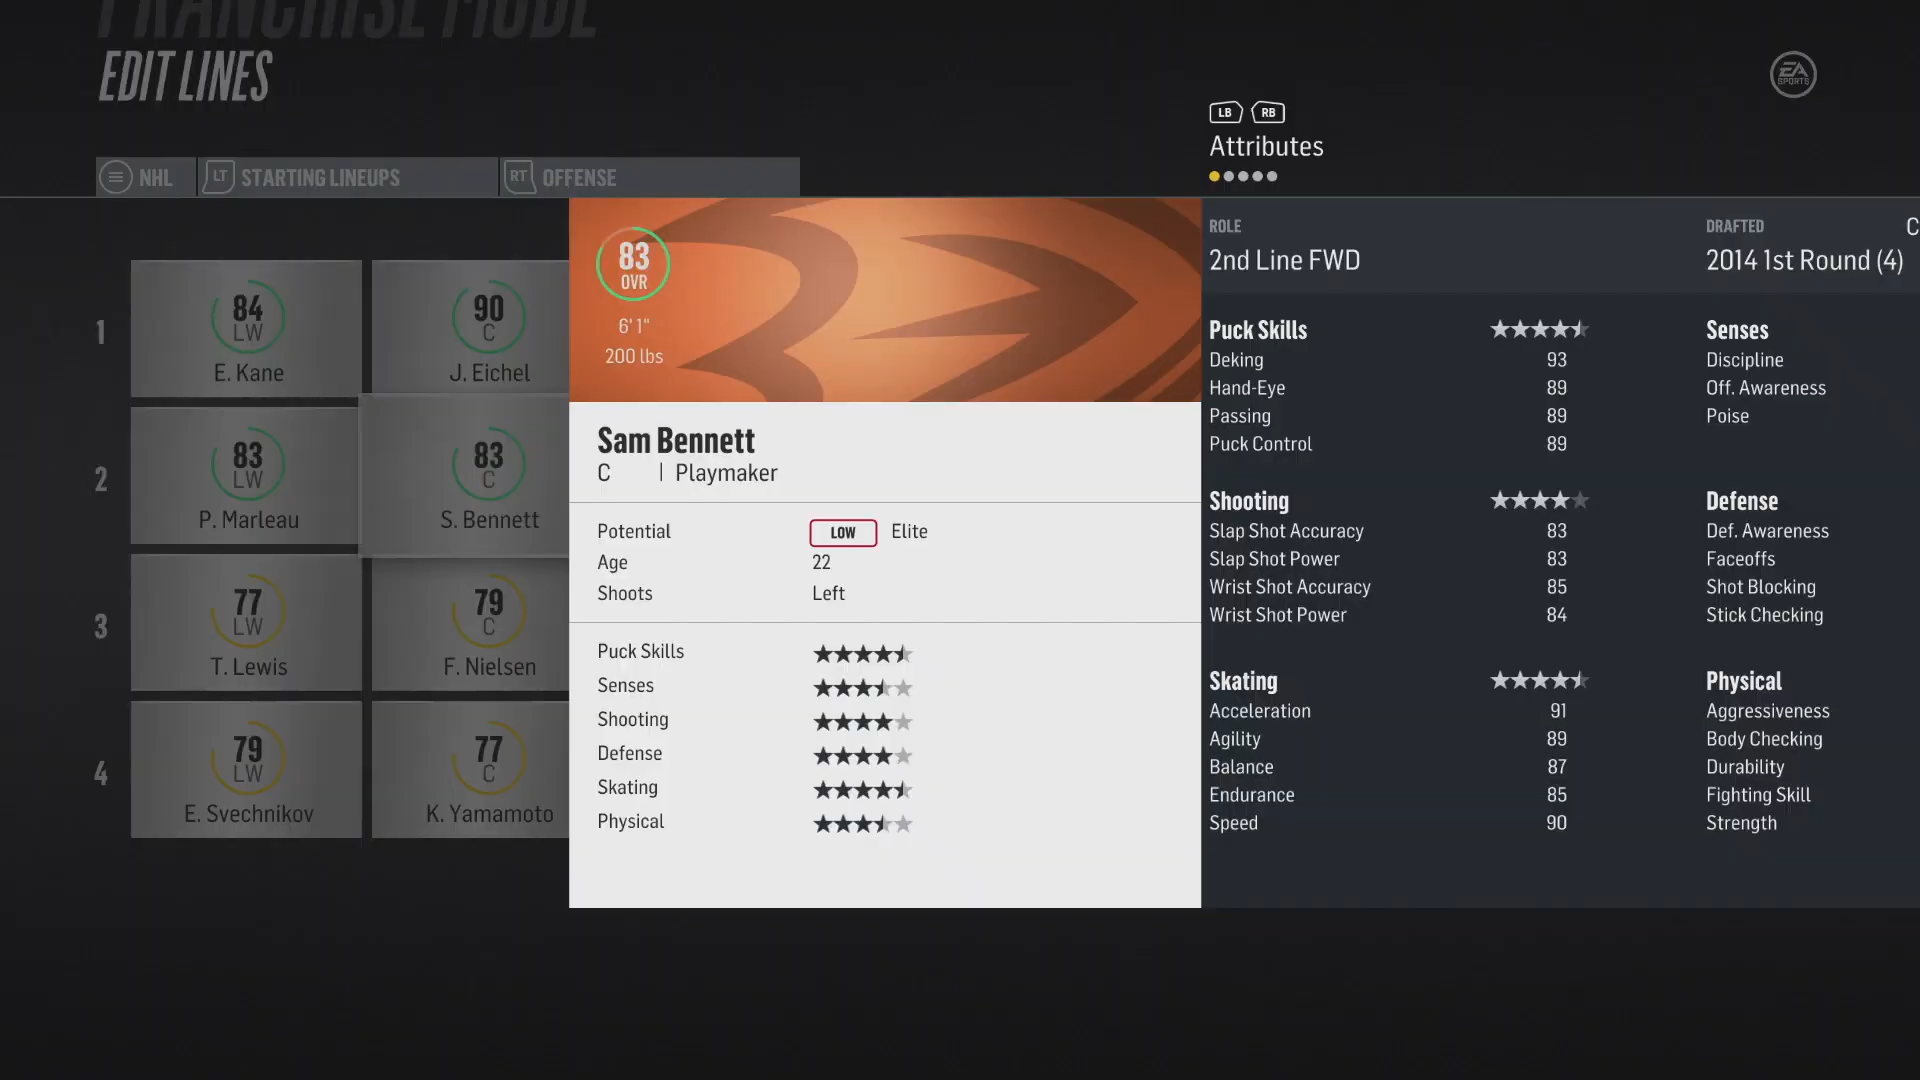 FRANCHISE MODE
EDIT LINES
EA
SPORTS
LB RB
Attributes
NHL LT STARTING LINEUPS RT OFFENSE
1
84
LW
E. Kane
90
C
J. Eichel
2
83
LW
P. Marleau
83
C
S. Bennett
3
77
LW
T. Lewis
79
C
F. Nielsen
4
79
LW
E. Svechnikov
77
C
K. Yamamoto
83
OVR
6' 1"
200 lbs
Sam Bennett
C | Playmaker
Potential LOW Elite
Age 22
Shoots Left
Puck Skills
Senses
Shooting
Defense
Skating
Physical
ROLE
2nd Line FWD
DRAFTED
2014 1st Round (4)
C
Puck Skills
Deking 93
Hand-Eye 89
Passing 89
Puck Control 89
Senses
Discipline
Off. Awareness
Poise
Shooting
Slap Shot Accuracy 83
Slap Shot Power 83
Wrist Shot Accuracy 85
Wrist Shot Power 84
Defense
Def. Awareness
Faceoffs
Shot Blocking
Stick Checking
Skating
Acceleration 91
Agility 89
Balance 87
Endurance 85
Speed 90
Physical
Aggressiveness
Body Checking
Durability
Fighting Skill
Strength